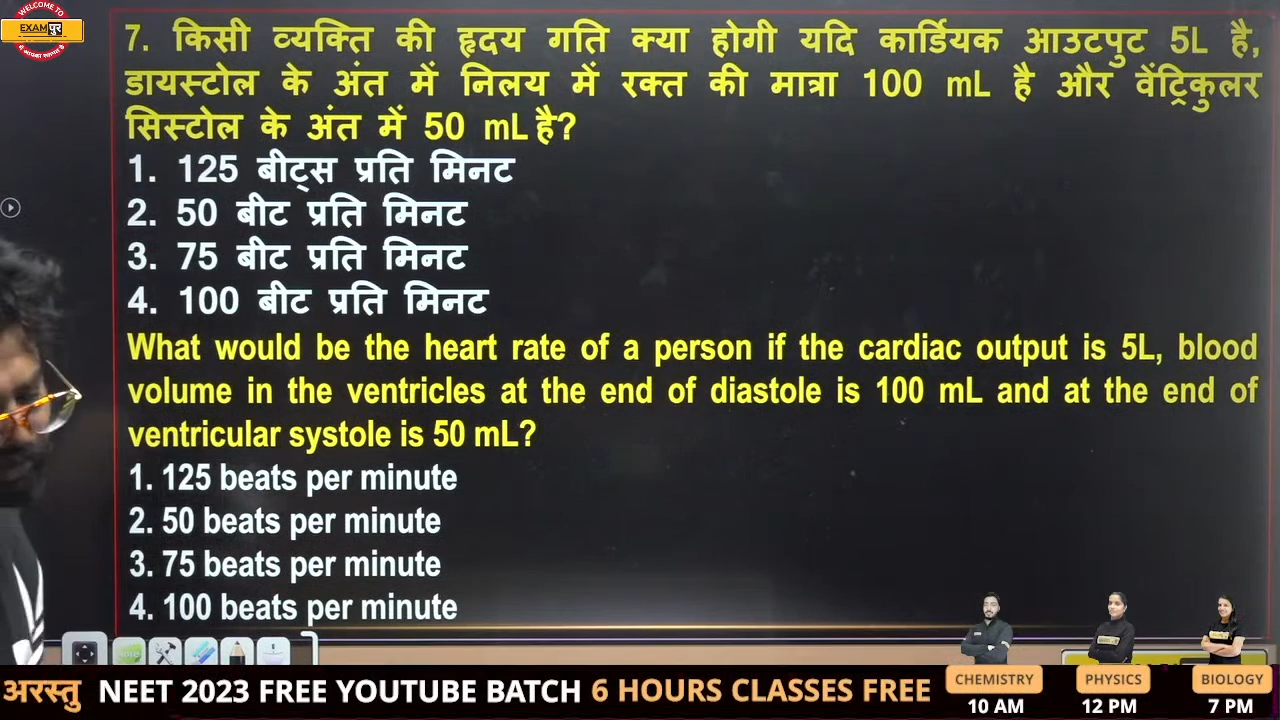 WELCOME TO
EXAMपुर
7. किसी व्यक्ति की हृदय गति क्या होगी यदि कार्डियक आउटपुट 5L है,
डायस्टोल के अंत में निलय में रक्त की मात्रा 100 mL है और वेंट्रिकुलर
सिस्टोल के अंत में 50 mL है?
1. 125 बीट्स प्रति मिनट
2. 50 बीट प्रति मिनट
3. 75 बीट प्रति मिनट
4. 100 बीट प्रति मिनट
What would be the heart rate of a person if the cardiac output is 5L, blood
volume in the ventricles at the end of diastole is 100 mL and at the end of
ventricular systole is 50 mL?
1. 125 beats per minute
2. 50 beats per minute
3. 75 beats per minute
4. 100 beats per minute
अरस्तु NEET 2023 FREE YOUTUBE BATCH 6 HOURS CLASSES FREE
CHEMISTRY PHYSICS BIOLOGY
10 AM 12 PM 7 PM